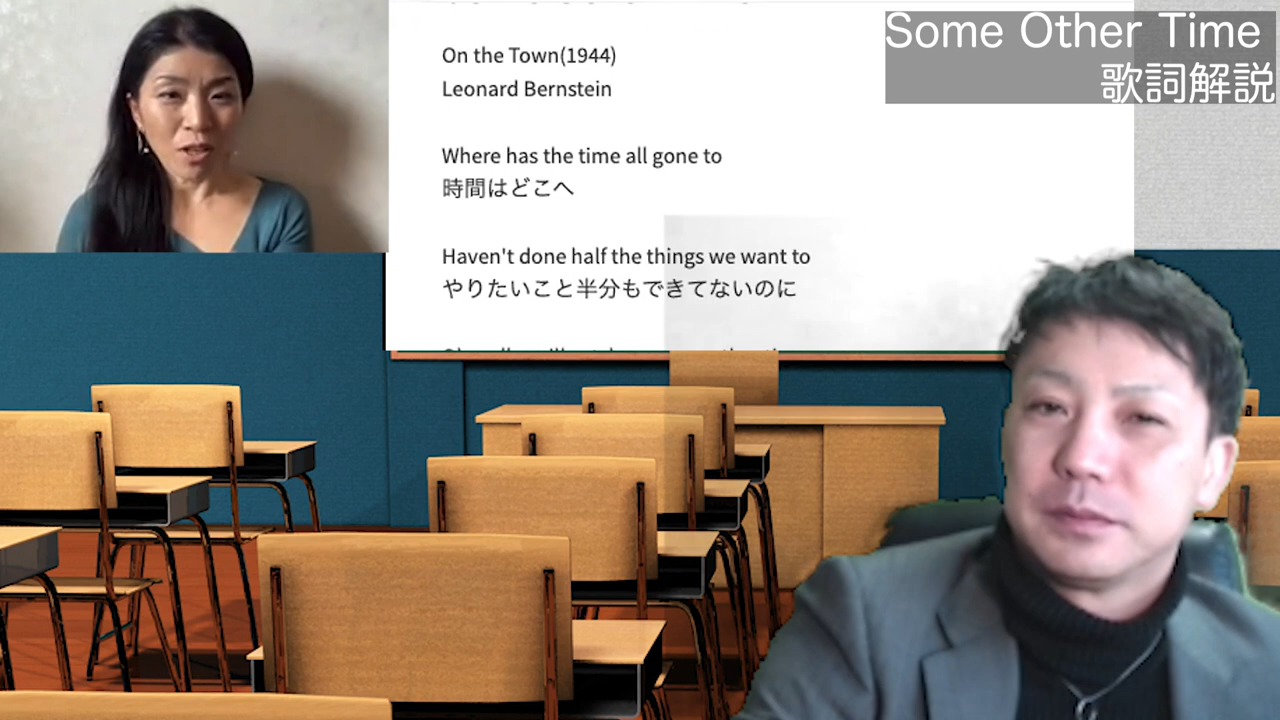 Some Other Time
歌詞解説
On the Town(1944)
Leonard Bernstein
Where has the time all gone to
時間はどこへ
Haven't done half the things we want to
やりたいこと半分もできてないのに